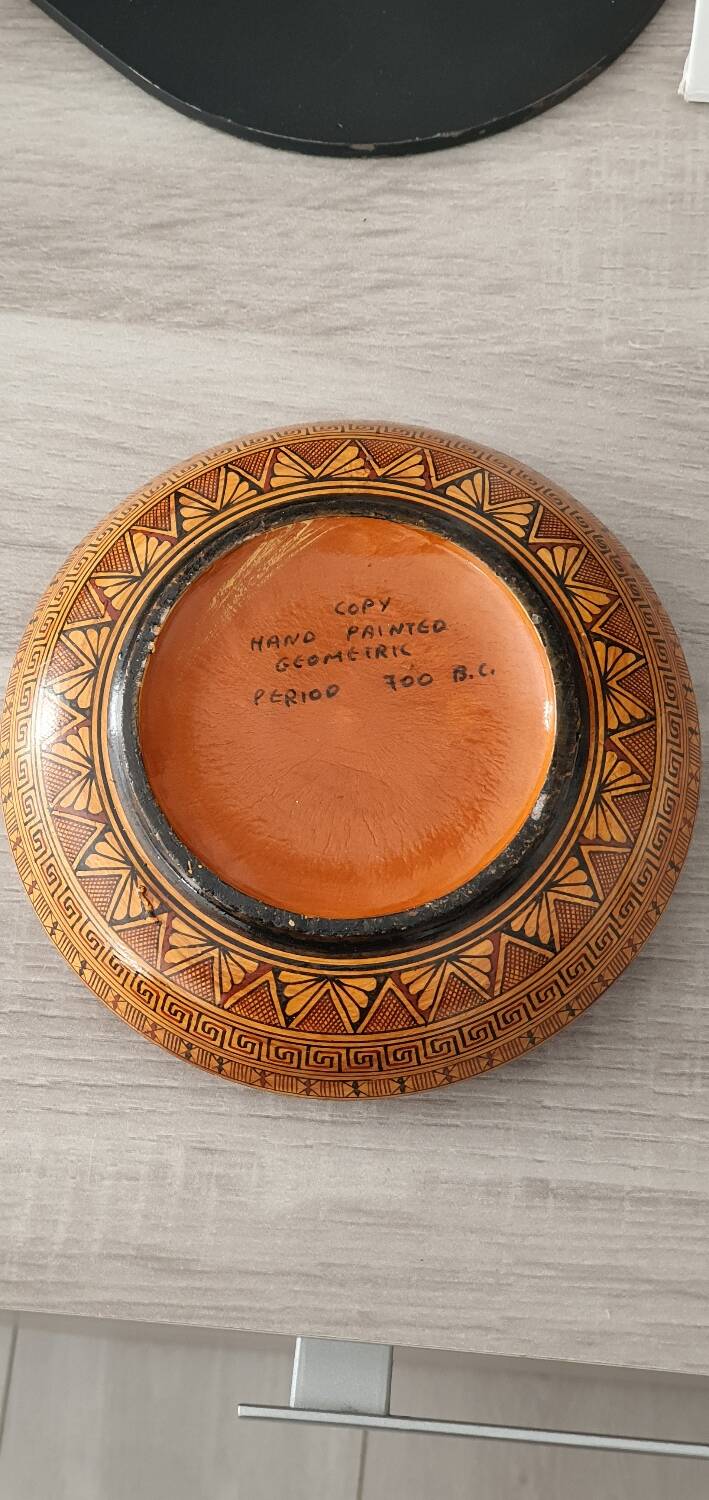 COPY
HAND PAINTED
GEOMETRIC
PERIOD 700 B.C.